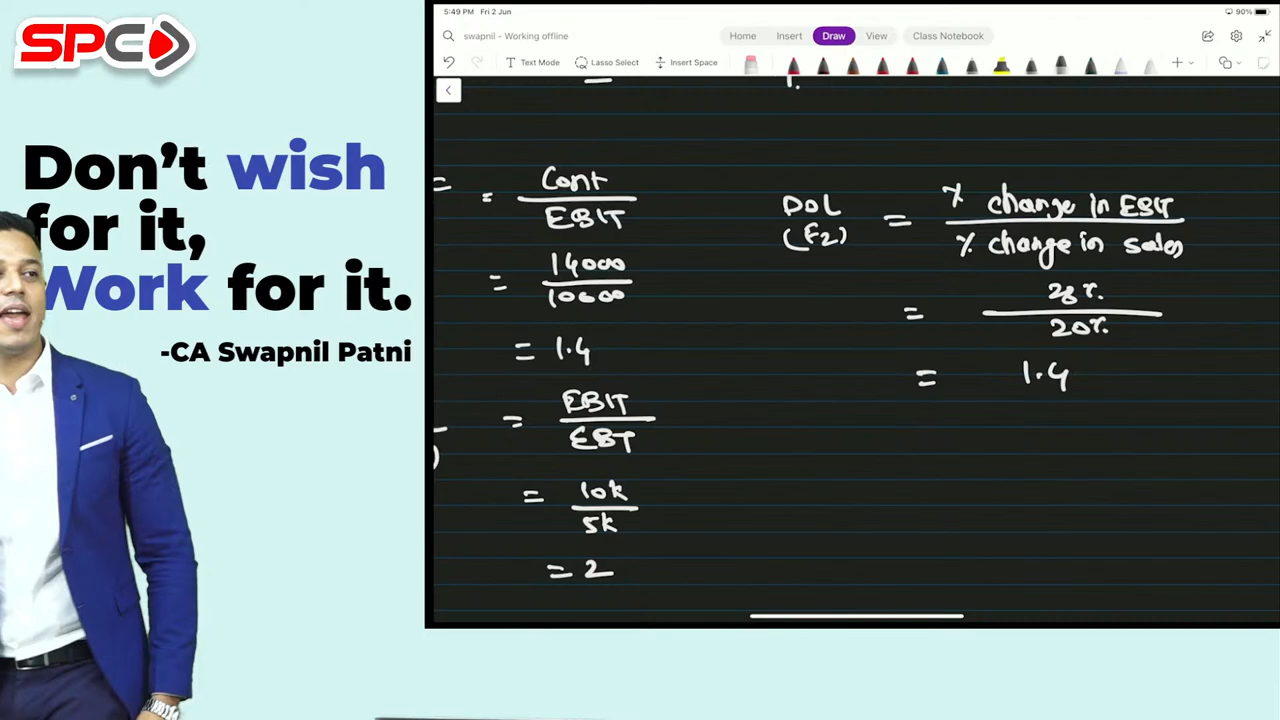 SPC
Don't wish
for it,
Work for it.
-CA Swapnil Patni
5:49 PM Fri 2 Jun
90%
swapnil - Working offline
Home Insert Draw View Class Notebook
Text Mode Lasso Select Insert Space
= = Cont
EBIT
= 14000
10000
= 1.4
= EBIT
EBT
= 10k
5k
= 2
DOL
(F2)
= % change in EBIT
% change in sales
= 28%
20%
= 1.4